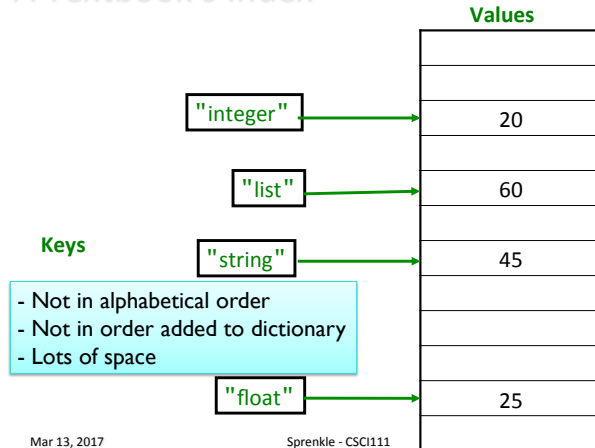 A Textbook's Index
Values
"integer"
20
"list"
60
Keys
"string"
45
- Not in alphabetical order
- Not in order added to dictionary
- Lots of space
"float"
25
Mar 13, 2017
Sprenkle - CSCI111